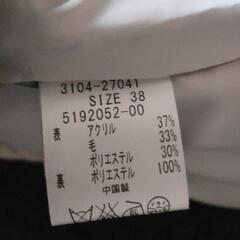 3104-27041
SIZE 38
5192052-00
表 アクリル 37%
毛 33%
ポリエステル 30%
裏 ポリエステル 100%
中国製